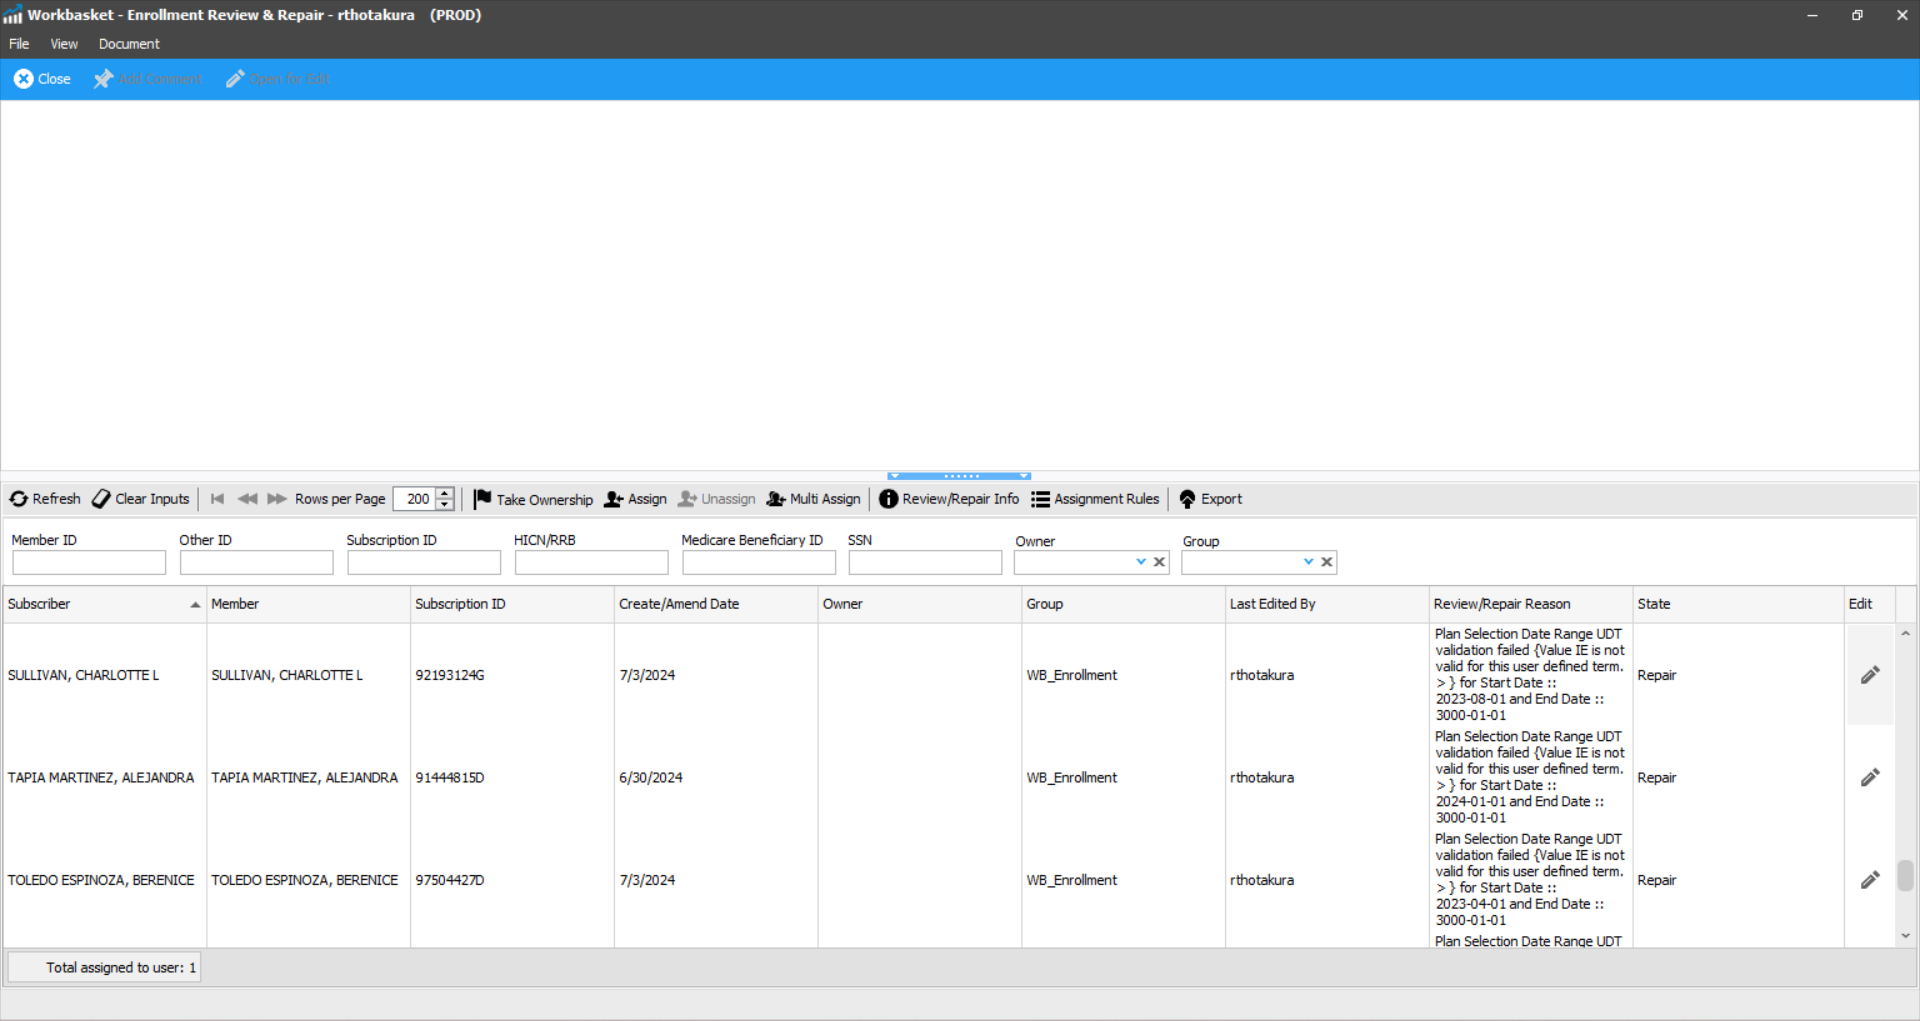 Workbasket - Enrollment Review & Repair - rthotakura (PROD)
File View Document
Close Add Comment Open for Edit
Refresh Clear Inputs Rows per Page 200 Take Ownership Assign Unassign Multi Assign Review/Repair Info Assignment Rules Export
Member ID Other ID Subscription ID HICN/RRB Medicare Beneficiary ID SSN Owner Group
Subscriber Member Subscription ID Create/Amend Date Owner Group Last Edited By Review/Repair Reason State Edit
SULLIVAN, CHARLOTTE L SULLIVAN, CHARLOTTE L 92193124G 7/3/2024 WB_Enrollment rthotakura
Plan Selection Date Range UDT
validation failed {Value IE is not
valid for this user defined term.
> } for Start Date ::
2023-08-01 and End Date ::
3000-01-01
Repair
TAPIA MARTINEZ, ALEJANDRA TAPIA MARTINEZ, ALEJANDRA 91444815D 6/30/2024 WB_Enrollment rthotakura
Plan Selection Date Range UDT
validation failed {Value IE is not
valid for this user defined term.
> } for Start Date ::
2024-01-01 and End Date ::
3000-01-01
Repair
TOLEDO ESPINOZA, BERENICE TOLEDO ESPINOZA, BERENICE 97504427D 7/3/2024 WB_Enrollment rthotakura
Plan Selection Date Range UDT
validation failed {Value IE is not
valid for this user defined term.
> } for Start Date ::
2023-04-01 and End Date ::
3000-01-01
Repair
Plan Selection Date Range UDT
Total assigned to user: 1